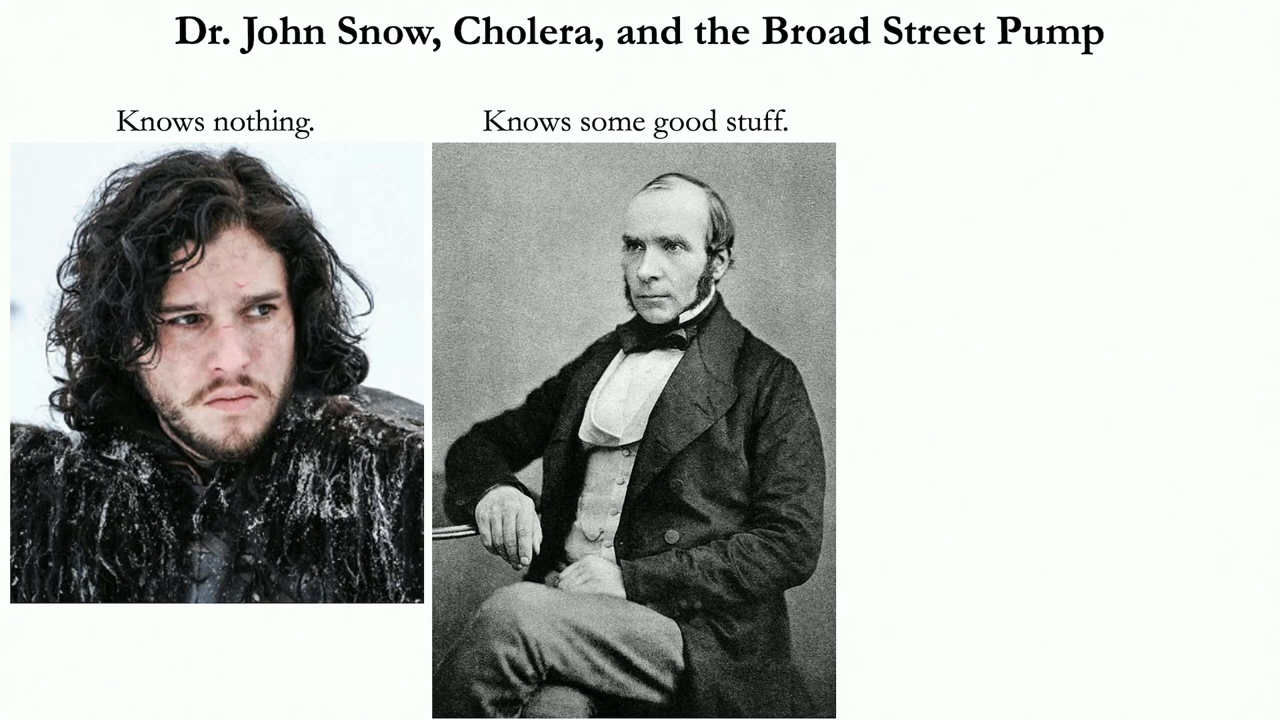 Dr. John Snow, Cholera, and the Broad Street Pump
Knows nothing.
Knows some good stuff.